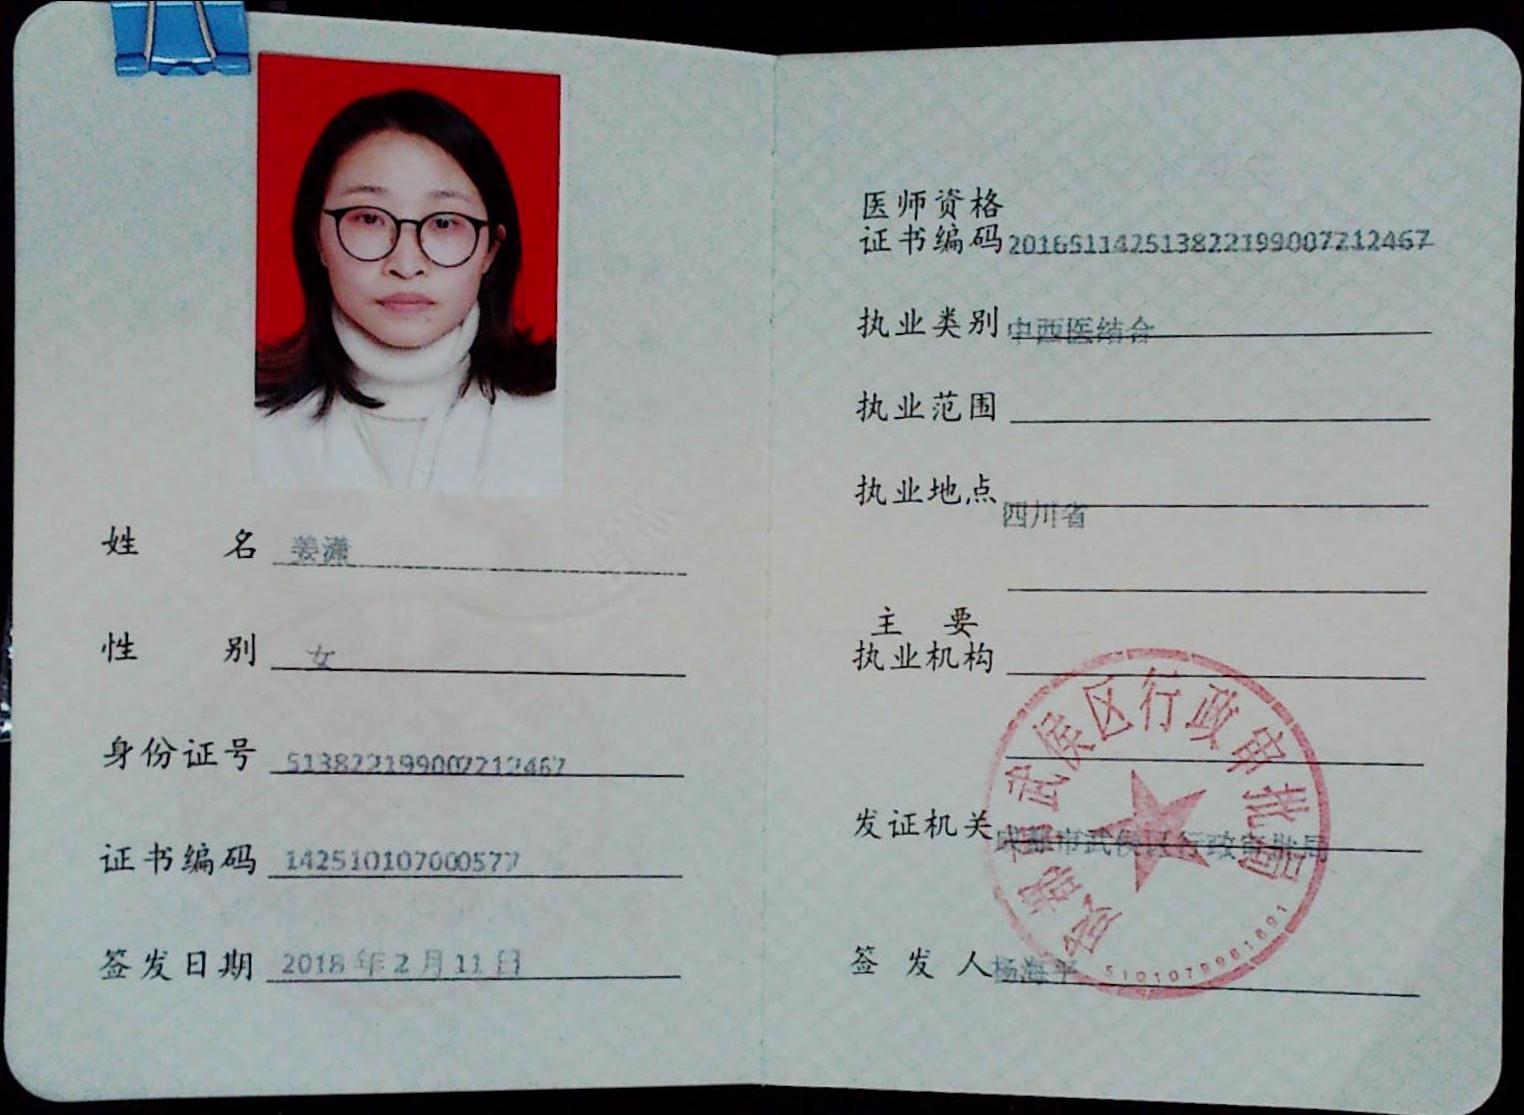 姓名 姜潇
性别 女
身份证号 513822199007212467
证书编码 142510107000577
签发日期 2018年2月11日
医师资格
证书编码 201651142513822199007212467
执业类别 中西医结合
执业范围
执业地点 四川省
主要
执业机构
发证机关 成都市武侯区行政审批局
签发人 杨海平
成都市武侯区行政审批局